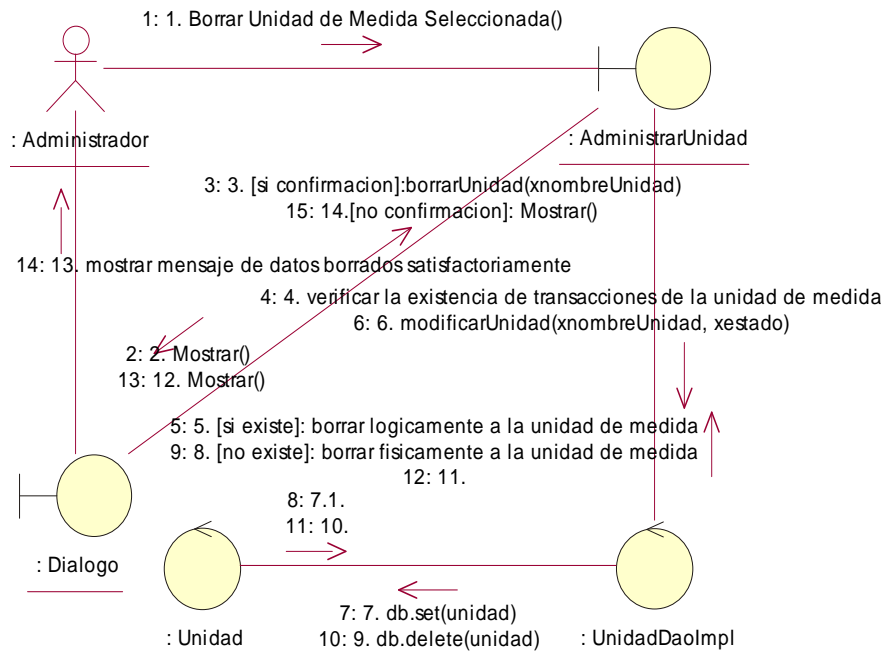 1: 1. Borrar Unidad de Medida Seleccionada()
: Administrador
: AdministrarUnidad
3: 3. [si confirmacion]:borrarUnidad(xnombreUnidad)
15: 14.[no confirmacion]: Mostrar()
14: 13. mostrar mensaje de datos borrados satisfactoriamente
4: 4. verificar la existencia de transacciones de la unidad de medida
6: 6. modificarUnidad(xnombreUnidad, xestado)
2: 2. Mostrar()
13: 12. Mostrar()
5: 5. [si existe]: borrar logicamente a la unidad de medida
9: 8. [no existe]: borrar fisicamente a la unidad de medida
12: 11.
8: 7.1.
11: 10.
: Dialogo
7: 7. db.set(unidad)
10: 9. db.delete(unidad)
: Unidad
: UnidadDaoImpl